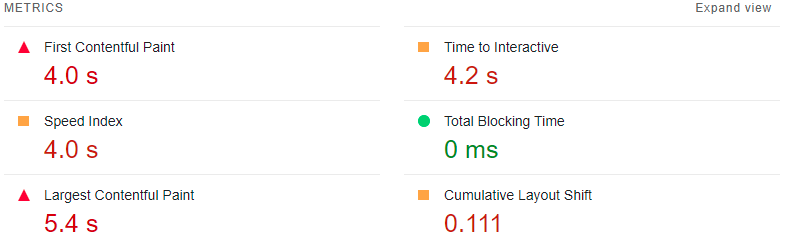 METRICS
Expand view
First Contentful Paint
4.0 s
Time to Interactive
4.2 s
Speed Index
4.0 s
Total Blocking Time
0 ms
Largest Contentful Paint
5.4 s
Cumulative Layout Shift
0.111